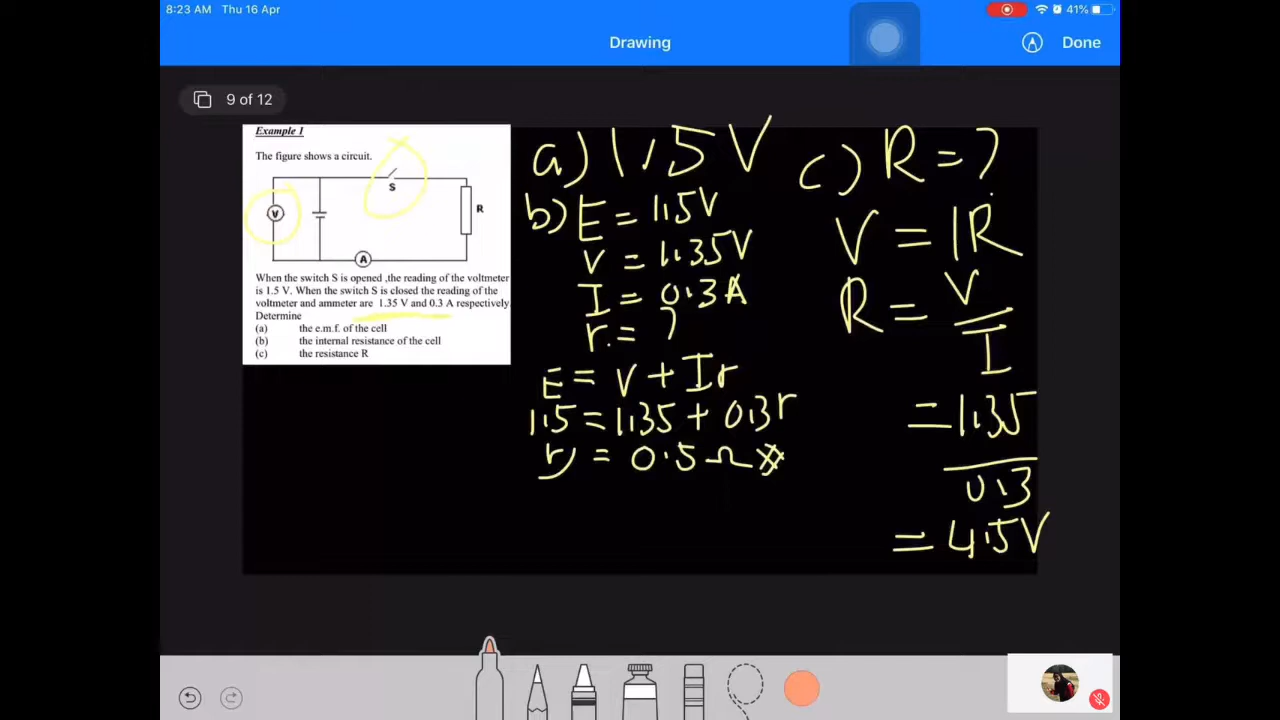 8:23 AM Thu 16 Apr
41%
Drawing
Done
9 of 12
Example 1
The figure shows a circuit.
S
V
R
A
When the switch S is opened ,the reading of the voltmeter
is 1.5 V. When the switch S is closed the reading of the
voltmeter and ammeter are 1.35 V and 0.3 A respectively.
Determine
(a) the e.m.f. of the cell
(b) the internal resistance of the cell
(c) the resistance R
a) 1.5 V
b) E = 1.5V
V = 1.35V
I = 0.3A
r = ?
E = V + Ir
1.5 = 1.35 + 0.3r
r = 0.5 Ω
c) R = ?
V = IR
R = V
I
= 1.35
0.3
= 4.5V